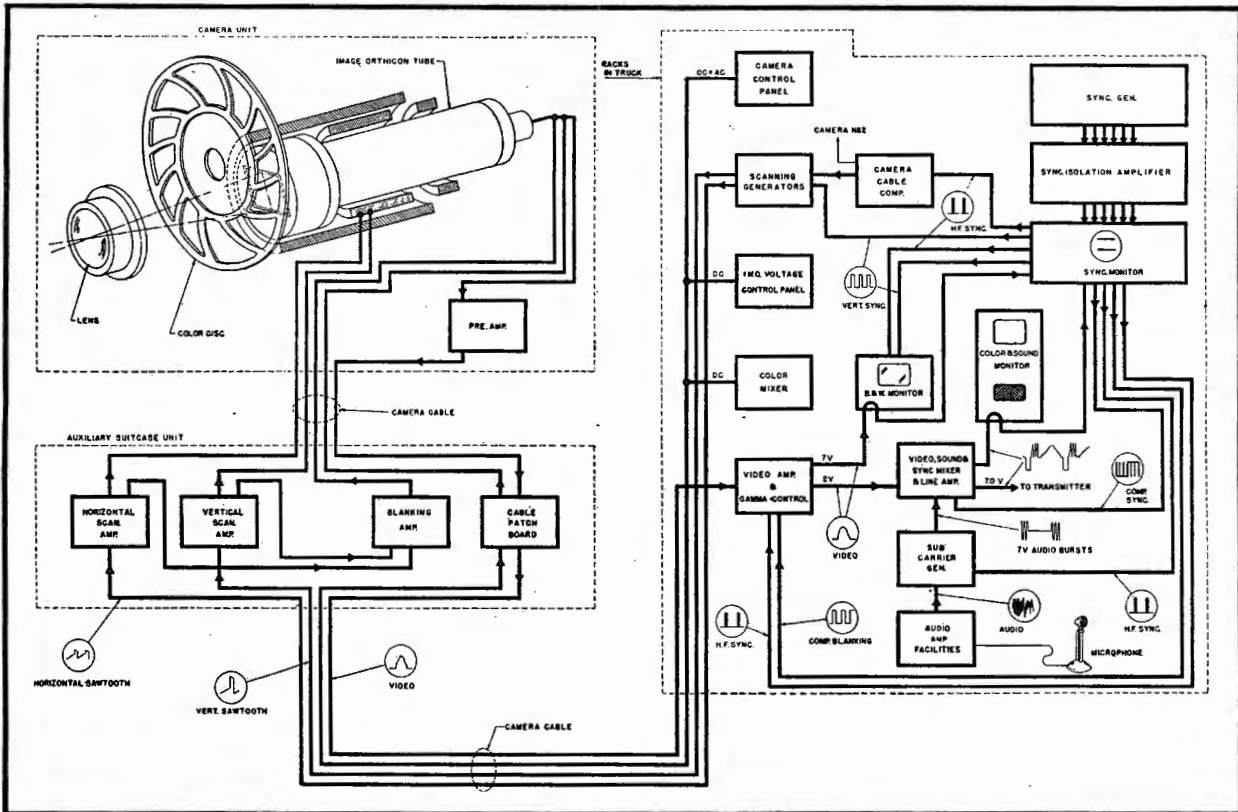 CAMERA UNIT
IMAGE ORTHICON TUBE
LENS
COLOR DISC
PRE. AMP.
CAMERA CABLE
AUXILIARY SUITCASE UNIT
HORIZONTAL
SCAN.
AMP.
VERTICAL
SCAN.
AMP.
BLANKING
AMP.
CABLE
PATCH
BOARD
HORIZONTAL-SAWTOOTH
VERT. SAWTOOTH
VIDEO
CAMERA CABLE
RACKS
IN TRUCK
DC+AC
CAMERA
CONTROL
PANEL
SYNC. GEN.
CAMERA No2
SCANNING
GENERATORS
CAMERA
CABLE
COMP.
SYNC. ISOLATION AMPLIFIER
H.F. SYNC.
SYNC. MONITOR
DC
VOLTAGE
CONTROL PANEL
VERT. SYNC.
COLOR & SOUND
MONITOR
DC
COLOR
MIXER
B.&W. MONITOR
7V
2V
VIDEO AMP.
&
GAMMA-CONTROL
VIDEO, SOUND &
SYNC MIXER
& LINE AMP.
70 V
TO TRANSMITTER
COMP.
SYNC.
VIDEO
7V AUDIO BURSTS
SUB
CARRIER
GEN.
H.F. SYNC.
COMP. BLANKING
AUDIO
AUDIO
AMP
FACILITIES
H.F. SYNC.
MICROPHONE